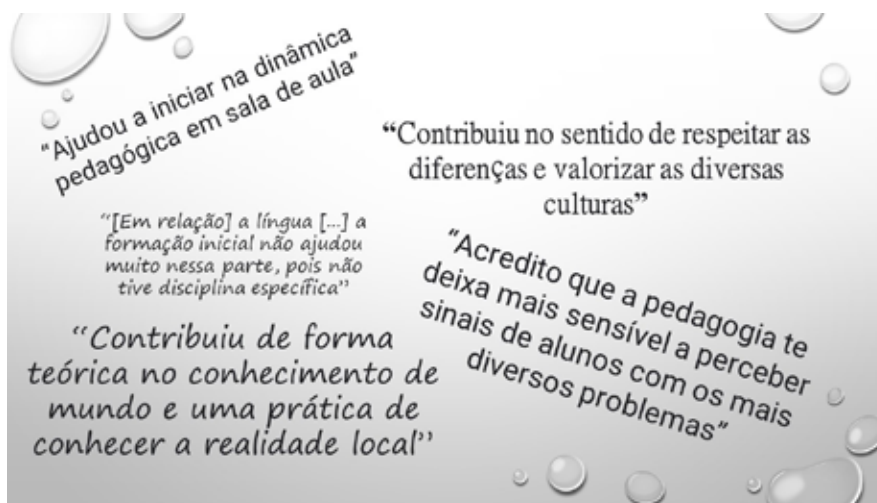 “Ajudou a iniciar na dinâmica
pedagógica em sala de aula”
“Contribuiu no sentido de respeitar as
diferenças e valorizar as diversas
culturas”
“[Em relação] a língua [...] a
formação inicial não ajudou
muito nessa parte, pois não
tive disciplina específica”
“Acredito que a pedagogia te
deixa mais sensível a perceber
sinais de alunos com os mais
diversos problemas”
“Contribuiu de forma
teórica no conhecimento de
mundo e uma prática de
conhecer a realidade local”